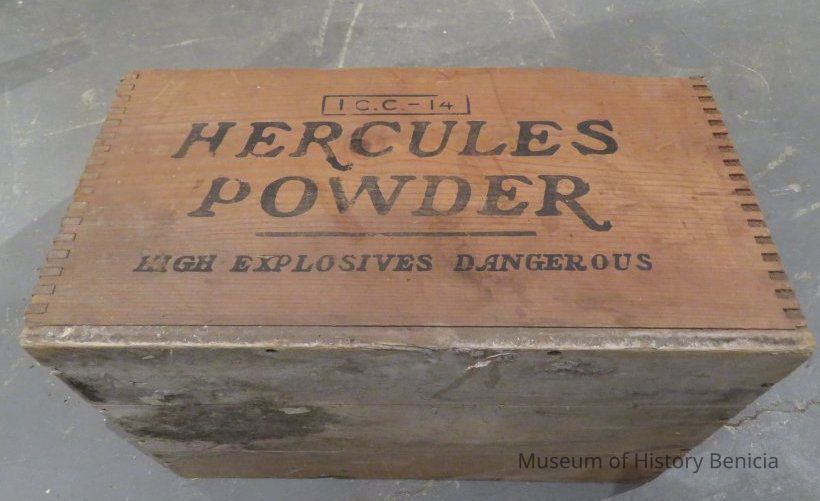 I C.C.-14
HERCULES
POWDER
HIGH EXPLOSIVES DANGEROUS
Museum of History Benicia